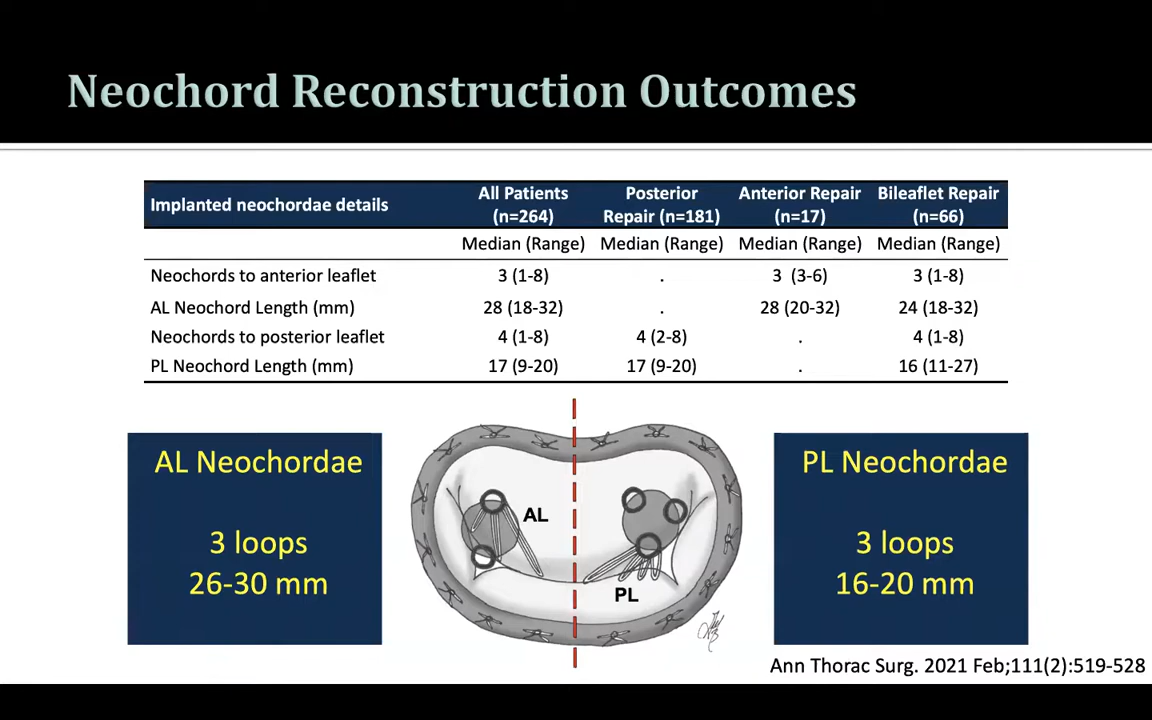 Neochord Reconstruction Outcomes
Implanted neochordae details All Patients (n=264) Posterior Repair (n=181) Anterior Repair (n=17) Bileaflet Repair (n=66)
Median (Range) Median (Range) Median (Range) Median (Range)
Neochords to anterior leaflet 3 (1-8) . 3 (3-6) 3 (1-8)
AL Neochord Length (mm) 28 (18-32) . 28 (20-32) 24 (18-32)
Neochords to posterior leaflet 4 (1-8) 4 (2-8) . 4 (1-8)
PL Neochord Length (mm) 17 (9-20) 17 (9-20) . 16 (11-27)
AL Neochordae
3 loops
26-30 mm
AL
PL
PL Neochordae
3 loops
16-20 mm
Ann Thorac Surg. 2021 Feb;111(2):519-528